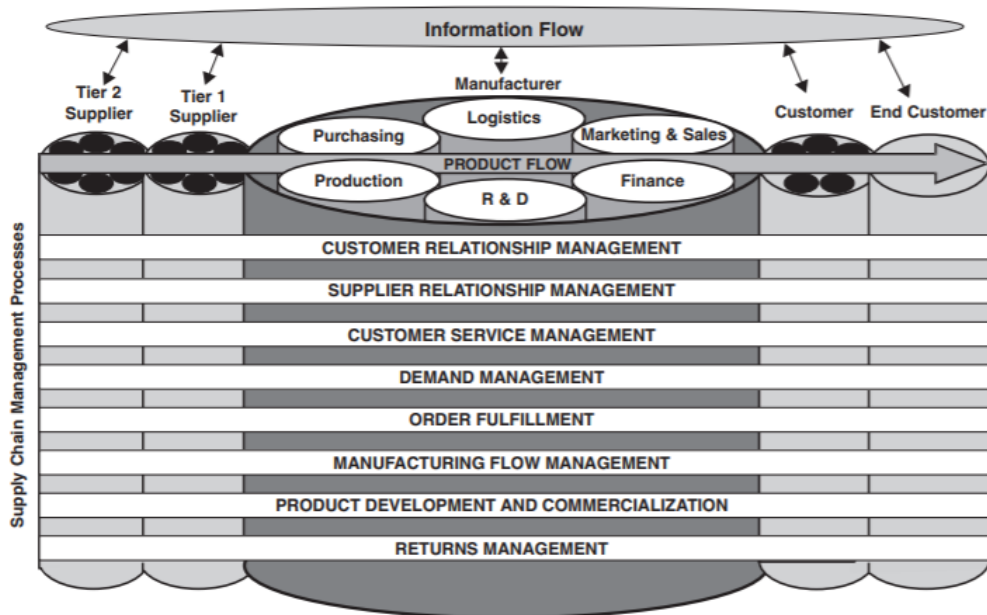 Information Flow
Tier 2
Supplier
Tier 1
Supplier
Manufacturer
Customer
End Customer
Purchasing
Logistics
Marketing & Sales
PRODUCT FLOW
Production
R & D
Finance
Supply Chain Management Processes
CUSTOMER RELATIONSHIP MANAGEMENT
SUPPLIER RELATIONSHIP MANAGEMENT
CUSTOMER SERVICE MANAGEMENT
DEMAND MANAGEMENT
ORDER FULFILLMENT
MANUFACTURING FLOW MANAGEMENT
PRODUCT DEVELOPMENT AND COMMERCIALIZATION
RETURNS MANAGEMENT